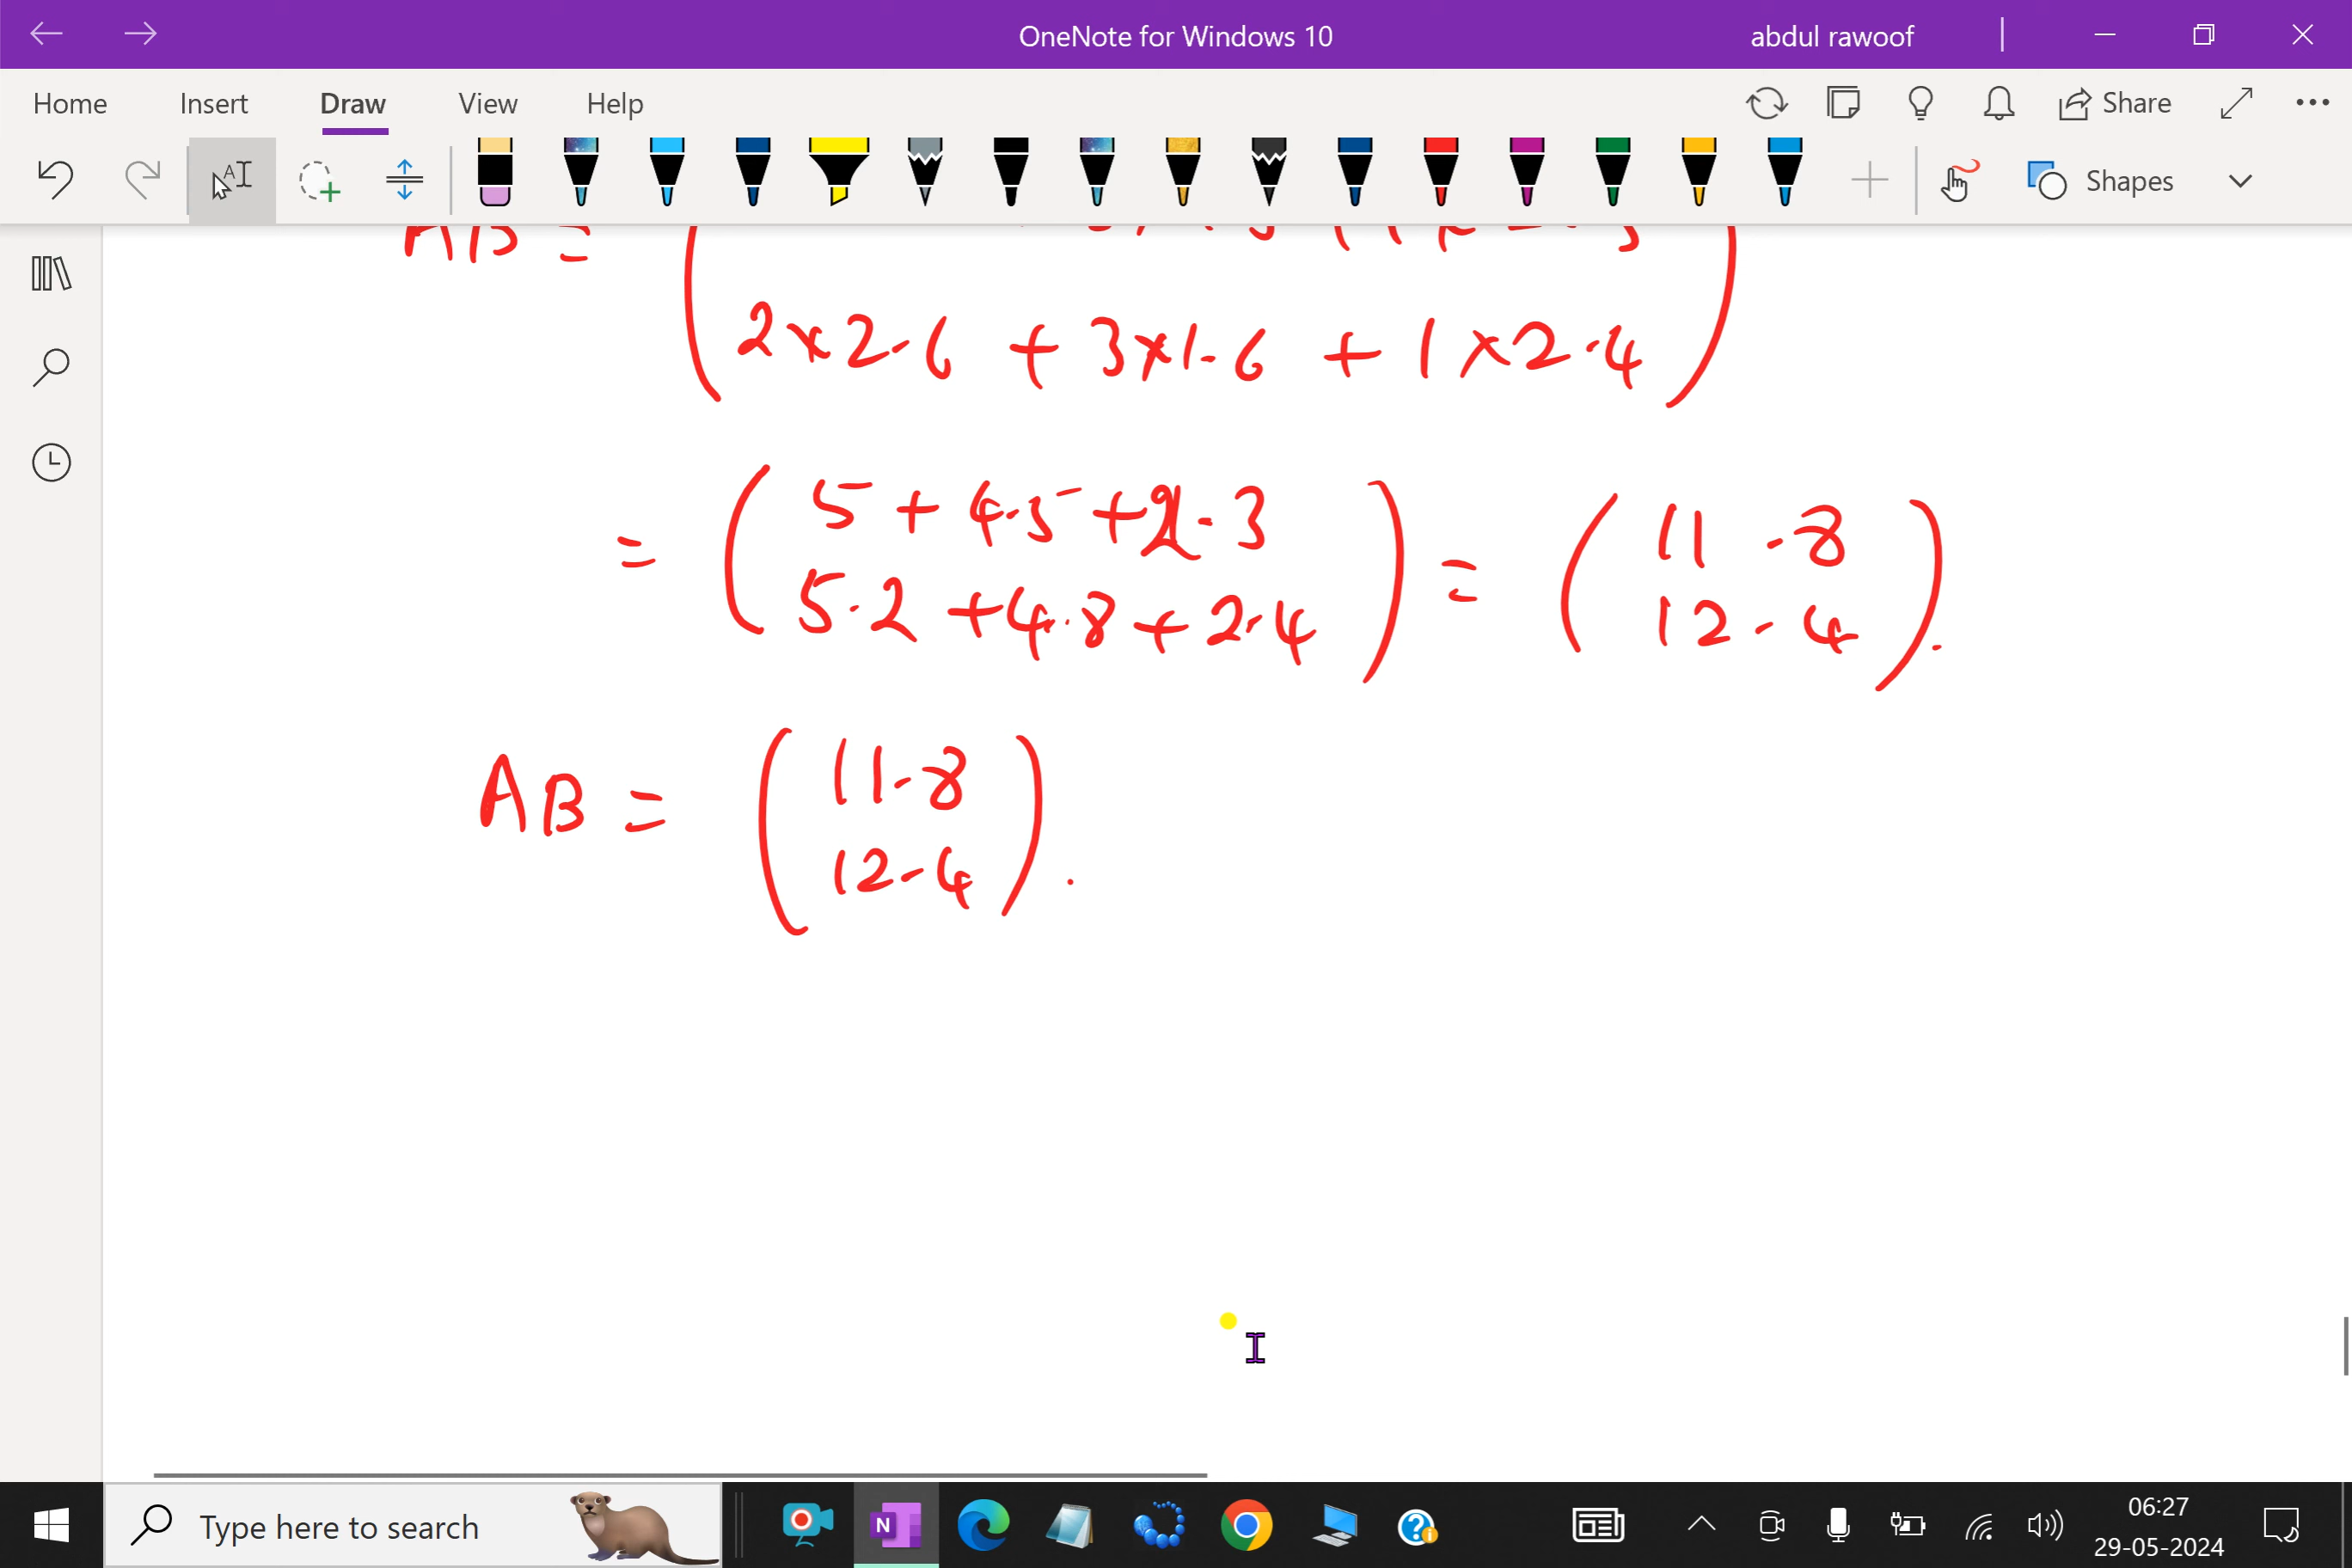 OneNote for Windows 10
abdul rawoof
Home Insert Draw View Help
Share
Shapes
AB =
2×2.6 + 3×1.6 + 1×2.4
= ( 5 + 4.5 + 2.3 ) = ( 11.8 )
5.2 + 4.8 + 2.4 12.4
AB = ( 11.8 )
12.4 .
Type here to search
06:27
29-05-2024